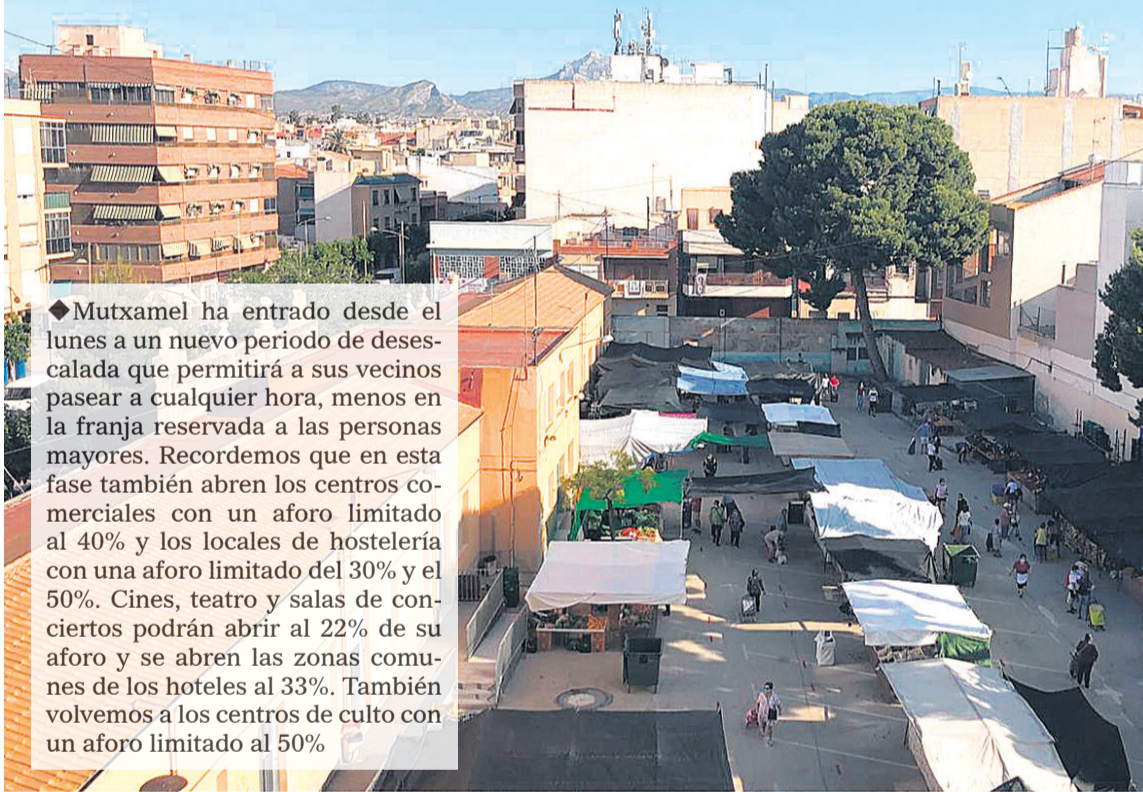 ◆Mutxamel ha entrado desde el
lunes a un nuevo periodo de deses-
calada que permitirá a sus vecinos
pasear a cualquier hora, menos en
la franja reservada a las personas
mayores. Recordemos que en esta
fase también abren los centros co-
merciales con un aforo limitado
al 40% y los locales de hostelería
con una aforo limitado del 30% y el
50%. Cines, teatro y salas de con-
ciertos podrán abrir al 22% de su
aforo y se abren las zonas comu-
nes de los hoteles al 33%. También
volvemos a los centros de culto con
un aforo limitado al 50%